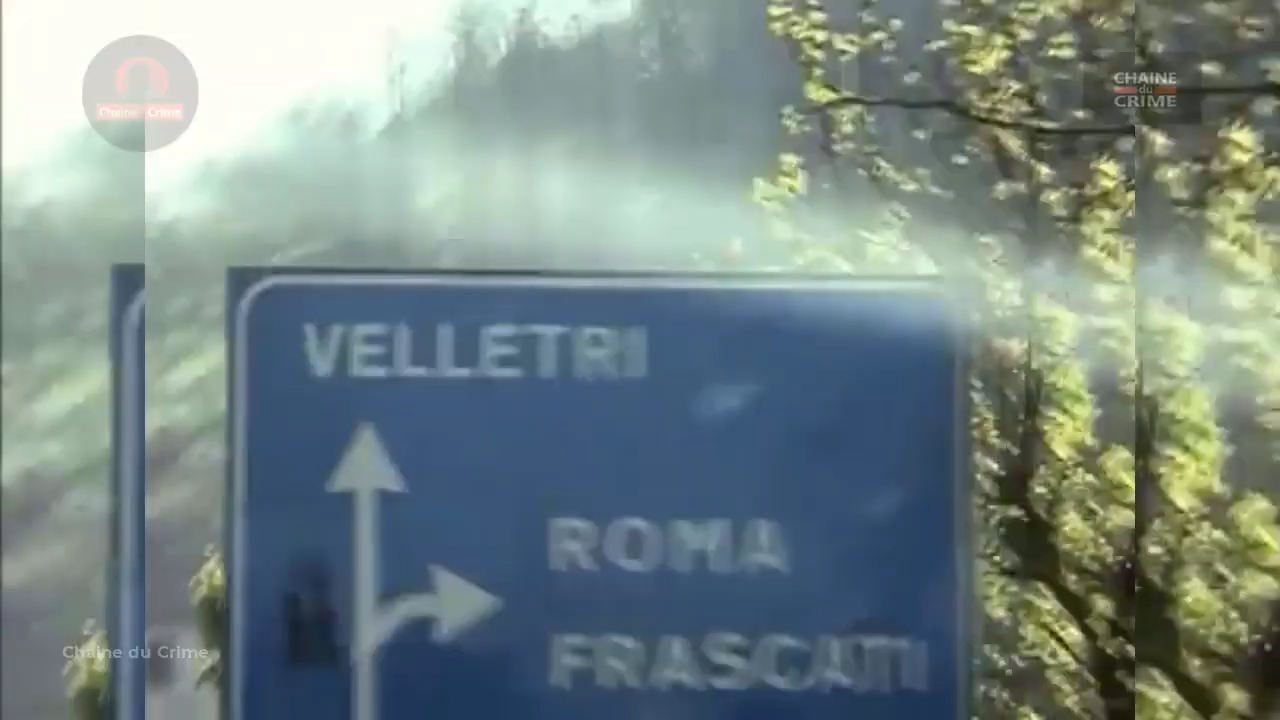 Chaine Crime
CHAINE
du
CRIME
VELLETRI
ROMA
FRASCATI
Chaine du Crime